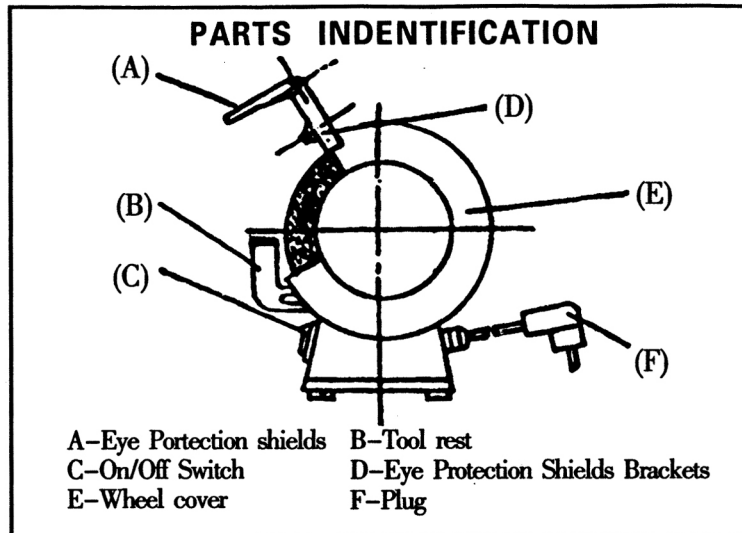 PARTS INDENTIFICATION
(A)
(D)
(B)
(E)
(C)
(F)
A-Eye Portection shields B-Tool rest
C-On/Off Switch D-Eye Protection Shields Brackets
E-Wheel cover F-Plug